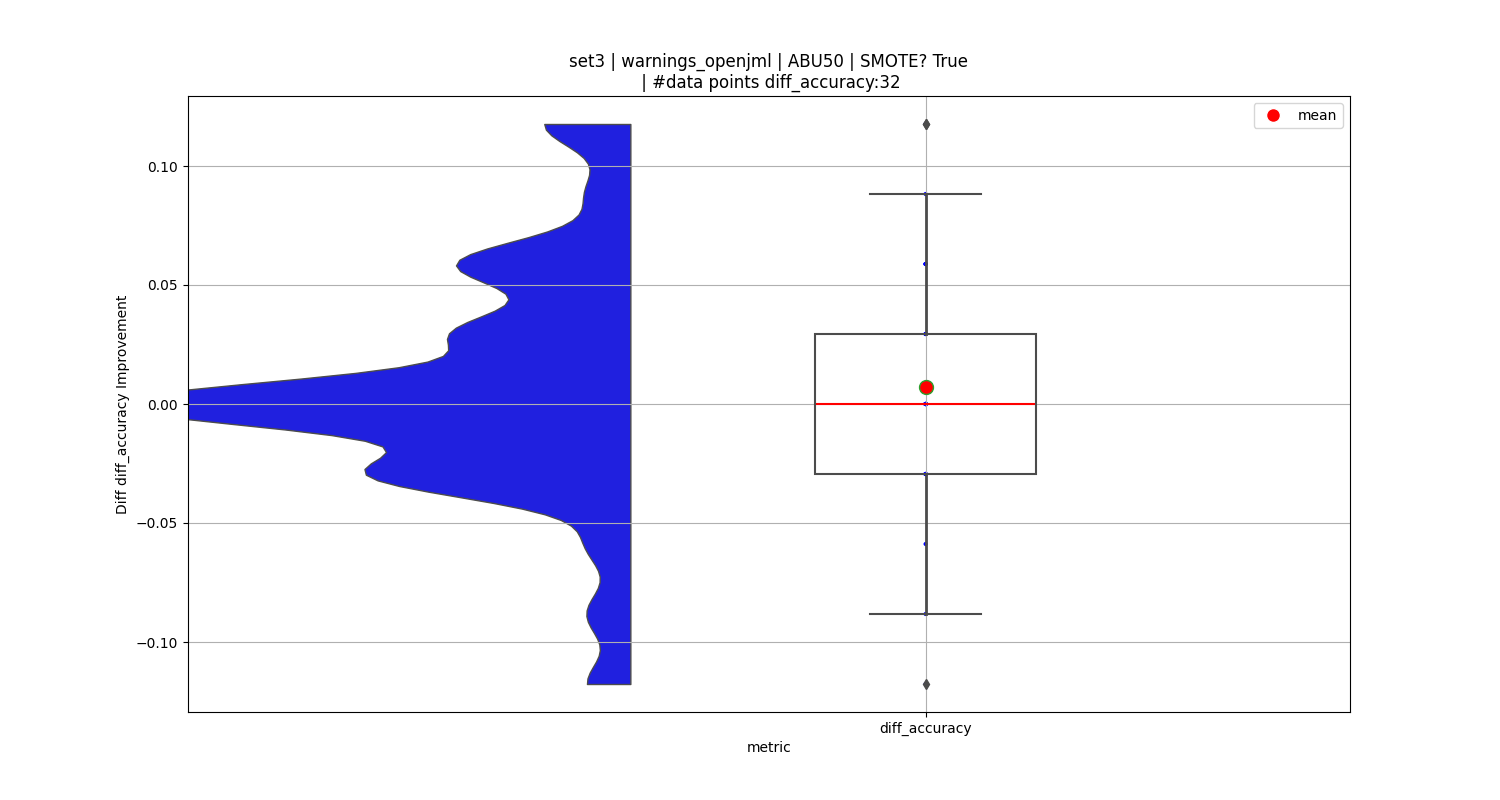 set3 | warnings_openjml | ABU50 | SMOTE? True
| #data points diff_accuracy:32
mean
0.10
0.05
0.00
−0.05
−0.10
Diff diff_accuracy Improvement
diff_accuracy
metric